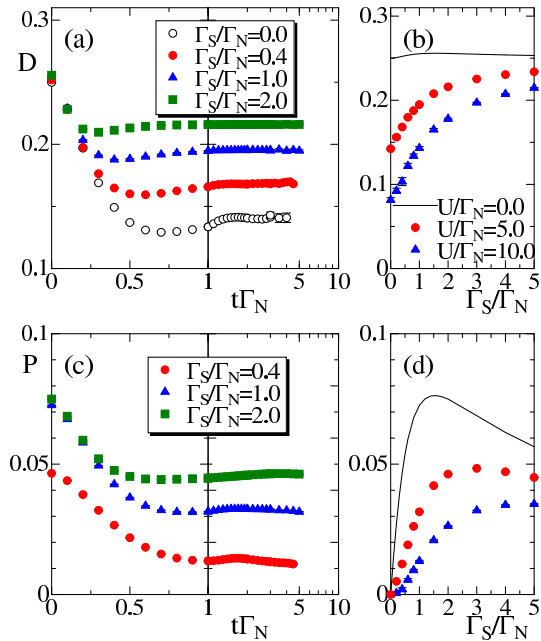 (a)
D
Γ_S/Γ_N=0.0
Γ_S/Γ_N=0.4
Γ_S/Γ_N=1.0
Γ_S/Γ_N=2.0
0.3
0.2
0.1
0 0.5 1 5 10
tΓ_N
(b)
0.3
0.2
0.1
0
U/Γ_N=0.0
U/Γ_N=5.0
U/Γ_N=10.0
0 1 2 3 4 5
Γ_S/Γ_N
(c)
P
Γ_S/Γ_N=0.4
Γ_S/Γ_N=1.0
Γ_S/Γ_N=2.0
0.1
0.05
0
0 0.5 1 5 10
tΓ_N
(d)
0.1
0.05
0
0 1 2 3 4 5
Γ_S/Γ_N